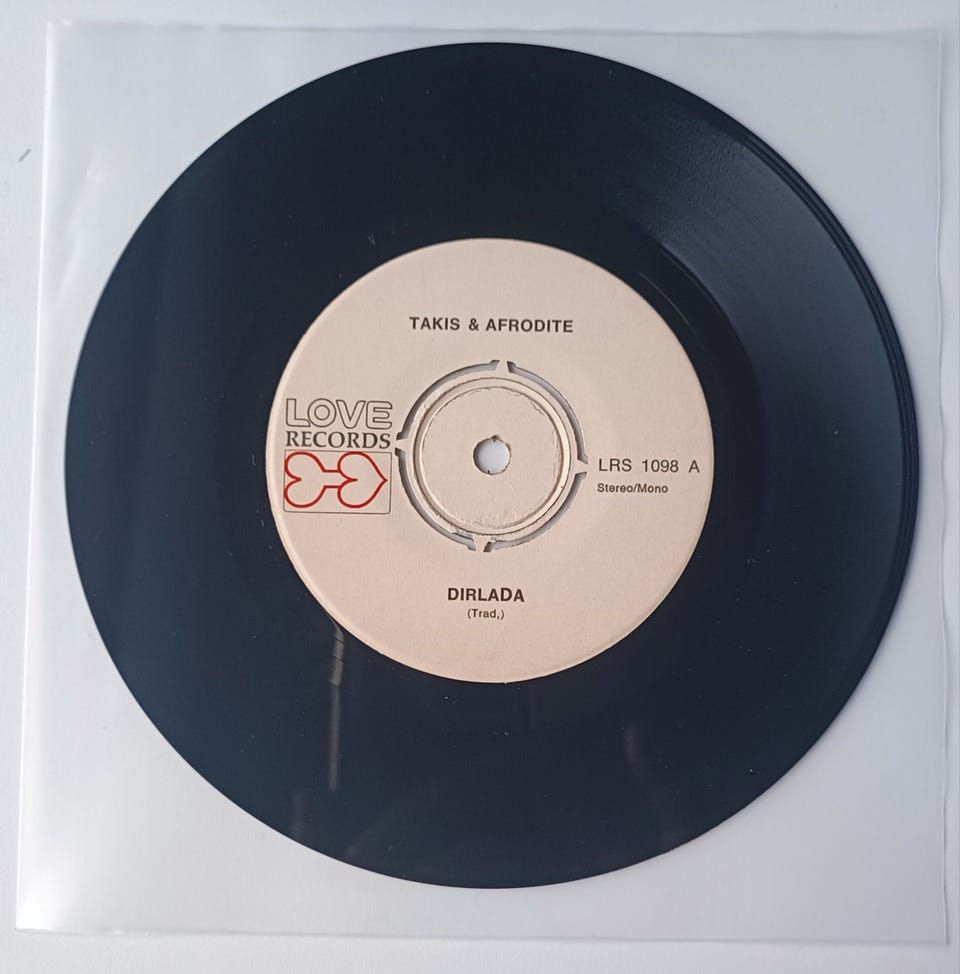 TAKIS & AFRODITE
LOVE
RECORDS
LRS 1098 A
Stereo/Mono
DIRLADA
(Trad,)